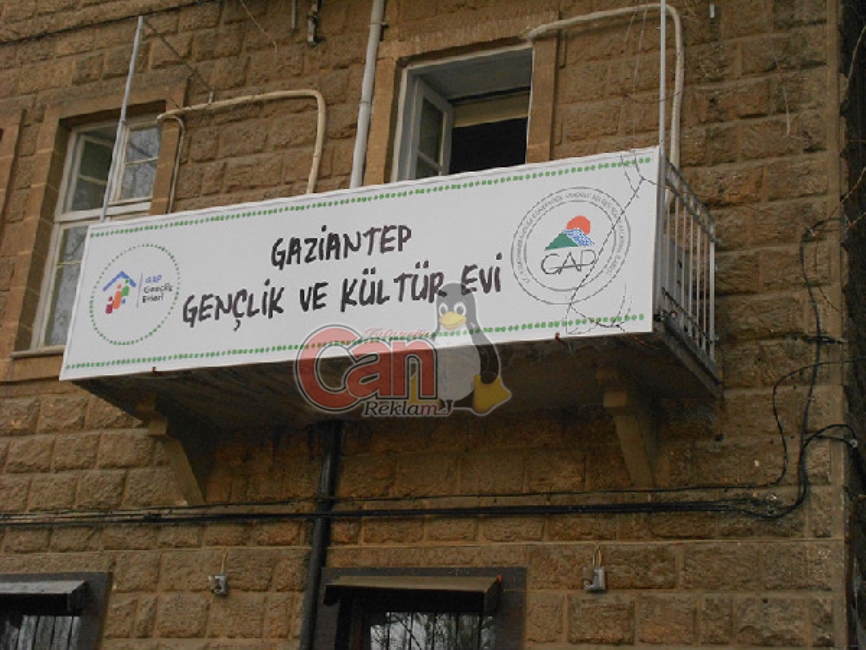 GAZİANTEP
GENÇLİK VE KÜLTÜR EVİ
GAP
Gençlik
Evleri
GAP
Can
Reklam